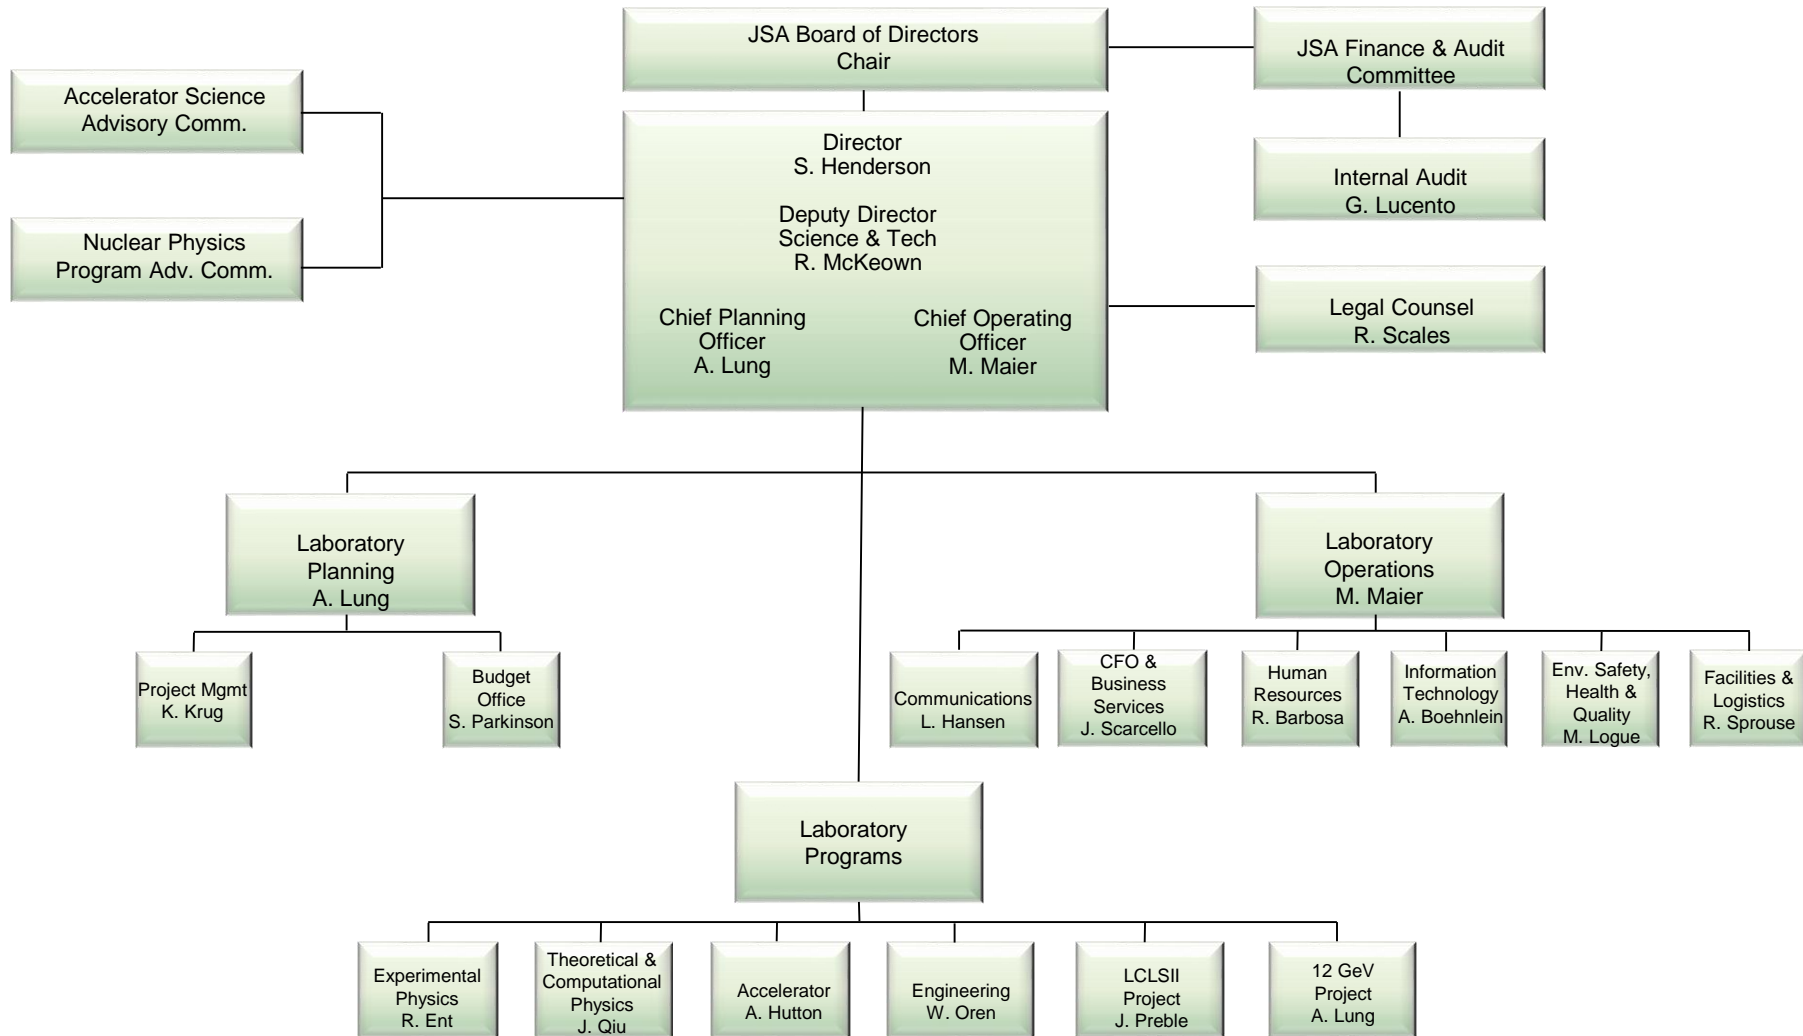 JSA Board of Directors
Chair
JSA Finance & Audit
Committee
Accelerator Science
Advisory Comm.
Director
S. Henderson
Internal Audit
G. Lucento
Deputy Director
Science & Tech
R. McKeown
Nuclear Physics
Program Adv. Comm.
Legal Counsel
R. Scales
Chief Planning
Officer
A. Lung
Chief Operating
Officer
M. Maier
Laboratory
Planning
A. Lung
Laboratory
Operations
M. Maier
Project Mgmt
K. Krug
Budget
Office
S. Parkinson
Communications
L. Hansen
CFO &
Business
Services
J. Scarcello
Human
Resources
R. Barbosa
Information
Technology
A. Boehnlein
Env. Safety,
Health &
Quality
M. Logue
Facilities &
Logistics
R. Sprouse
Laboratory
Programs
Experimental
Physics
R. Ent
Theoretical &
Computational
Physics
J. Qiu
Accelerator
A. Hutton
Engineering
W. Oren
LCLSII
Project
J. Preble
12 GeV
Project
A. Lung